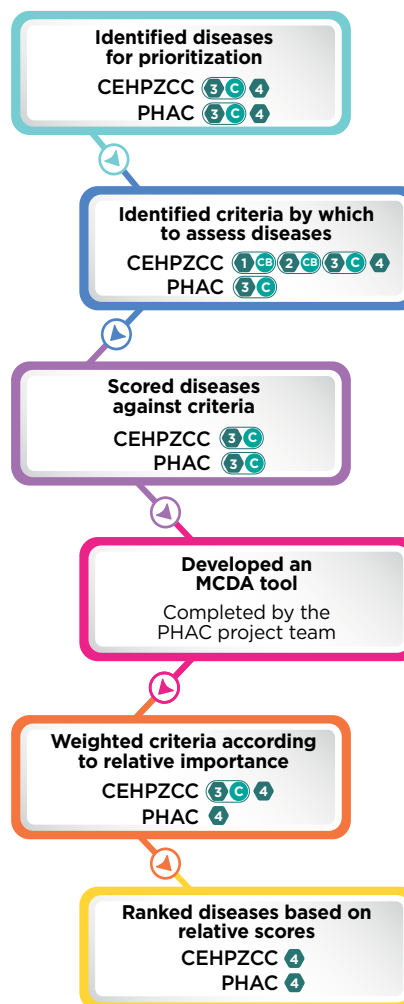 Identified diseases
for prioritization
CEHPZCC 3 C 4
PHAC 3 C 4
Identified criteria by which
to assess diseases
CEHPZCC 1 CB 2 CB 3 C 4
PHAC 3 C
Scored diseases
against criteria
CEHPZCC 3 C
PHAC 3 C
Developed an
MCDA tool
Completed by the
PHAC project team
Weighted criteria according
to relative importance
CEHPZCC 3 C 4
PHAC 4
Ranked diseases based on
relative scores
CEHPZCC 4
PHAC 4